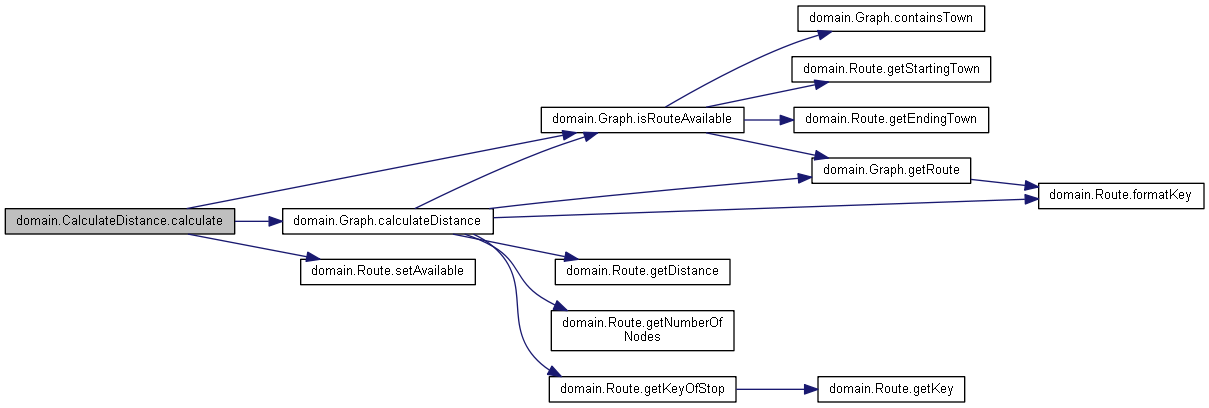 domain.Graph.containsTown
domain.Route.getStartingTown
domain.Graph.isRouteAvailable
domain.Route.getEndingTown
domain.Graph.getRoute
domain.Route.formatKey
domain.CalculateDistance.calculate
domain.Graph.calculateDistance
domain.Route.setAvailable
domain.Route.getDistance
domain.Route.getNumberOf
Nodes
domain.Route.getKeyOfStop
domain.Route.getKey